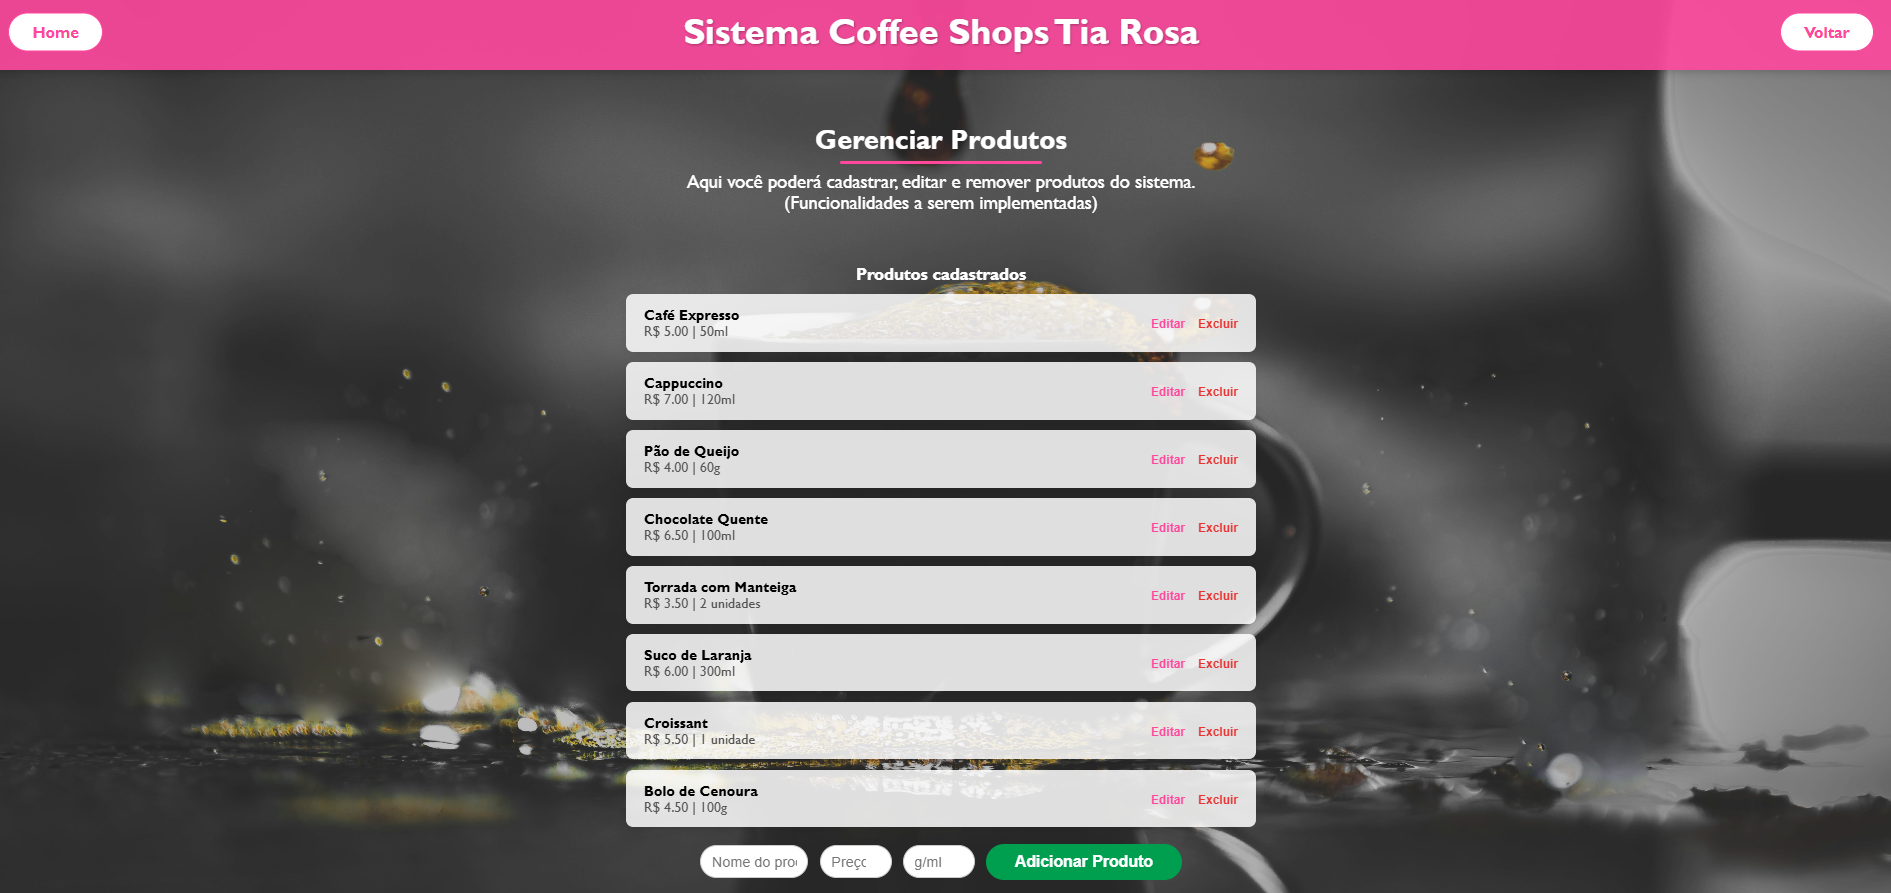 Home
Sistema Coffee Shops Tia Rosa
Voltar
Gerenciar Produtos
Aqui você poderá cadastrar, editar e remover produtos do sistema.
(Funcionalidades a serem implementadas)
Produtos cadastrados
Café Expresso
R$ 5.00 | 50ml
Editar Excluir
Cappuccino
R$ 7.00 | 120ml
Editar Excluir
Pão de Queijo
R$ 4.00 | 60g
Editar Excluir
Chocolate Quente
R$ 6.50 | 100ml
Editar Excluir
Torrada com Manteiga
R$ 3.50 | 2 unidades
Editar Excluir
Suco de Laranja
R$ 6.00 | 300ml
Editar Excluir
Croissant
R$ 5.50 | 1 unidade
Editar Excluir
Bolo de Cenoura
R$ 4.50 | 100g
Editar Excluir
Nome do pro Preç g/ml Adicionar Produto